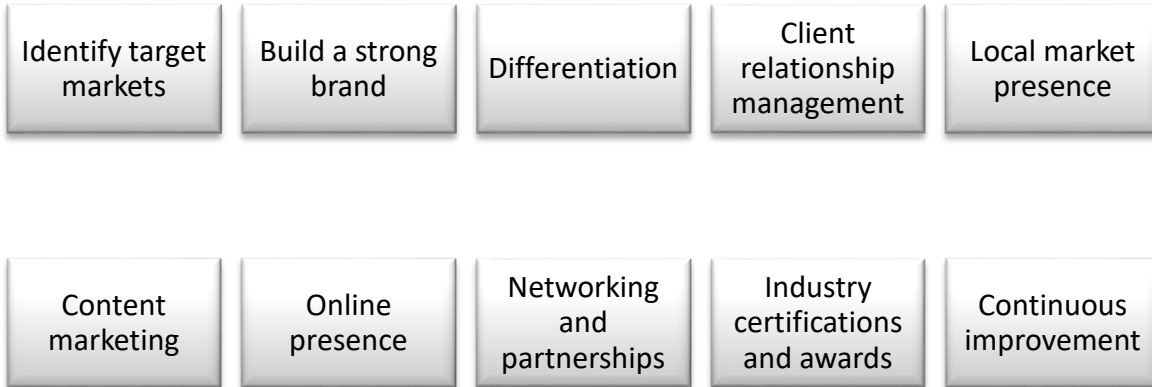 Identify target
markets
Build a strong
brand
Differentiation
Client
relationship
management
Local market
presence
Content
marketing
Online
presence
Networking
and
partnerships
Industry
certifications
and awards
Continuous
improvement